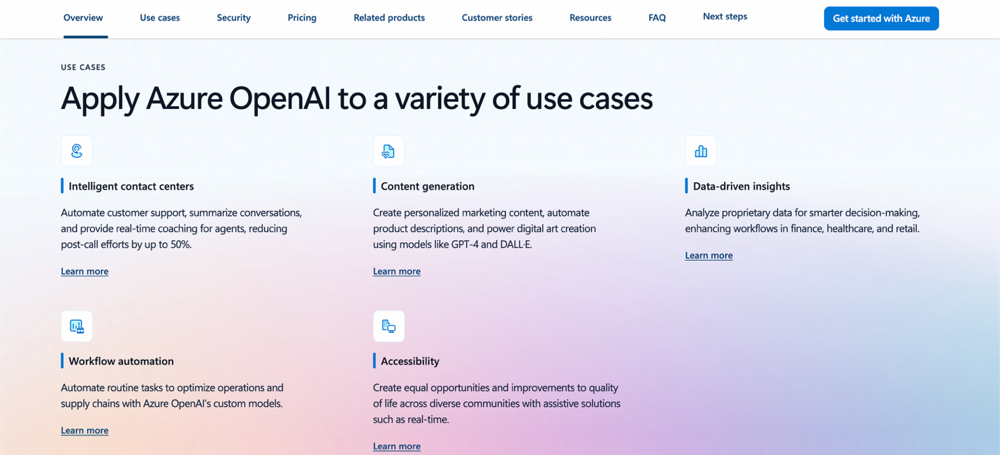 Overview
Use cases
Security
Pricing
Related products
Customer stories
Resources
FAQ
Next steps
Get started with Azure
USE CASES
Apply Azure OpenAI to a variety of use cases
Intelligent contact centers
Automate customer support, summarize conversations,
and provide real-time coaching for agents, reducing
post-call efforts by up to 50%.
Learn more
Content generation
Create personalized marketing content, automate
product descriptions, and power digital art creation
using models like GPT-4 and DALL·E.
Learn more
Data-driven insights
Analyze proprietary data for smarter decision-making,
enhancing workflows in finance, healthcare, and retail.
Learn more
Workflow automation
Automate routine tasks to optimize operations and
supply chains with Azure OpenAI's custom models.
Learn more
Accessibility
Create equal opportunities and improvements to quality
of life across diverse communities with assistive solutions
such as real-time.
Learn more